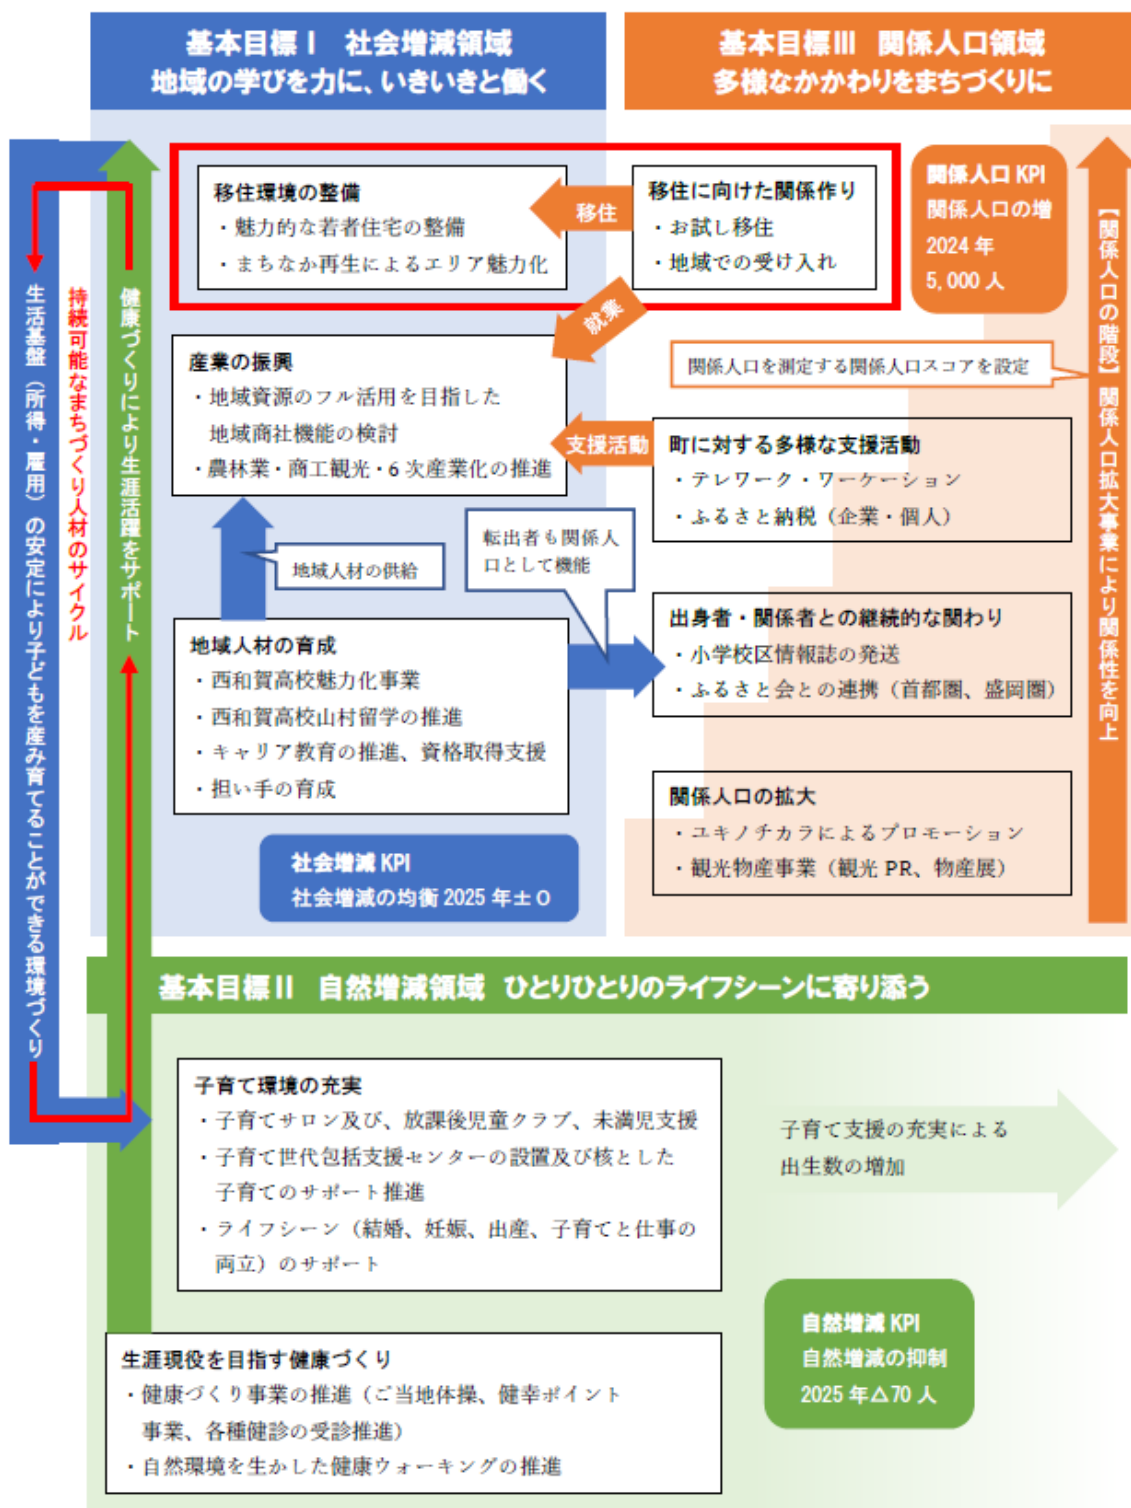 基本目標Ⅰ　社会増減領域
地域の学びを力に、いきいきと働く
基本目標Ⅲ　関係人口領域
多様なかかわりをまちづくりに
移住環境の整備
・魅力的な若者住宅の整備
・まちなか再生によるエリア魅力化
移住
移住に向けた関係作り
・お試し移住
・地域での受け入れ
関係人口 KPI
関係人口の増
2024 年
5,000 人
就業
産業の振興
・地域資源のフル活用を目指した
地域商社機能の検討
・農林業・商工観光・6 次産業化の推進
関係人口を測定する関係人口スコアを設定
支援活動
町に対する多様な支援活動
・テレワーク・ワーケーション
・ふるさと納税（企業・個人）
地域人材の供給
転出者も関係人
口として機能
地域人材の育成
・西和賀高校魅力化事業
・西和賀高校山村留学の推進
・キャリア教育の推進、資格取得支援
・担い手の育成
出身者・関係者との継続的な関わり
・小学校区情報誌の発送
・ふるさと会との連携（首都圏、盛岡圏）
関係人口の拡大
・ユキノチカラによるプロモーション
・観光物産事業（観光 PR、物産展）
社会増減 KPI
社会増減の均衡 2025 年±０
【関係人口の階段】関係人口拡大事業により関係性を向上
生活基盤（所得・雇用）の安定により子どもを産み育てることができる環境づくり
持続可能なまちづくり人材のサイクル
健康づくりにより生涯活躍をサポート
基本目標Ⅱ　自然増減領域　ひとりひとりのライフシーンに寄り添う
子育て環境の充実
・子育てサロン及び、放課後児童クラブ、未満児支援
・子育て世代包括支援センターの設置及び核とした
子育てのサポート推進
・ライフシーン（結婚、妊娠、出産、子育てと仕事の
両立）のサポート
子育て支援の充実による
出生数の増加
生涯現役を目指す健康づくり
・健康づくり事業の推進（ご当地体操、健幸ポイント
事業、各種健診の受診推進）
・自然環境を生かした健康ウォーキングの推進
自然増減 KPI
自然増減の抑制
2025 年△70 人